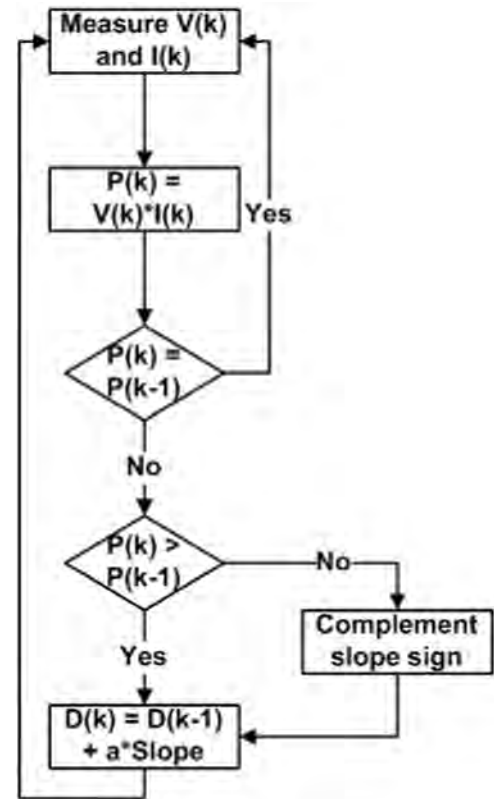 Measure V(k)
and I(k)
P(k) =
V(k)*I(k)
Yes
P(k) =
P(k-1)
No
P(k) >
P(k-1)
No
Complement
slope sign
Yes
D(k) = D(k-1)
+ a*Slope